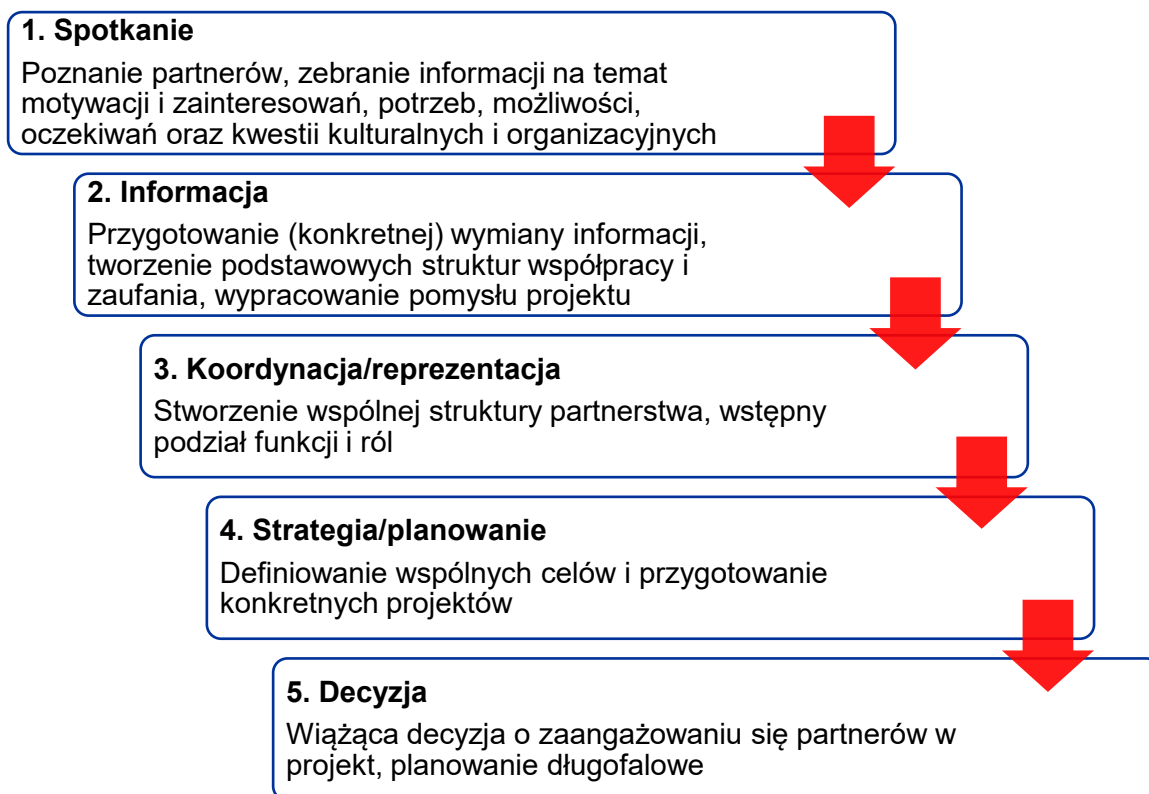 1. Spotkanie
Poznanie partnerów, zebranie informacji na temat
motywacji i zainteresowań, potrzeb, możliwości,
oczekiwań oraz kwestii kulturalnych i organizacyjnych
2. Informacja
Przygotowanie (konkretnej) wymiany informacji,
tworzenie podstawowych struktur współpracy i
zaufania, wypracowanie pomysłu projektu
3. Koordynacja/reprezentacja
Stworzenie wspólnej struktury partnerstwa, wstępny
podział funkcji i ról
4. Strategia/planowanie
Definiowanie wspólnych celów i przygotowanie
konkretnych projektów
5. Decyzja
Wiążąca decyzja o zaangażowaniu się partnerów w
projekt, planowanie długofalowe